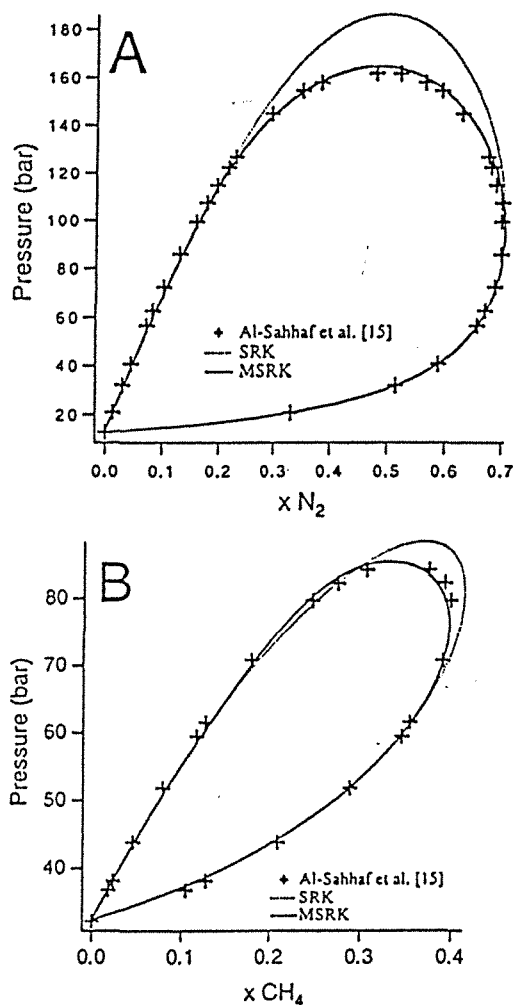 A
180
160
140
120
100
80
60
40
20
Pressure (bar)
+ Al-Sahhaf et al. [15]
SRK
MSRK
0.0 0.1 0.2 0.3 0.4 0.5 0.6 0.7
x N₂
B
80
70
60
50
40
Pressure (bar)
+ Al-Sahhaf et al. [15]
SRK
MSRK
0.0 0.1 0.2 0.3 0.4
x CH₄